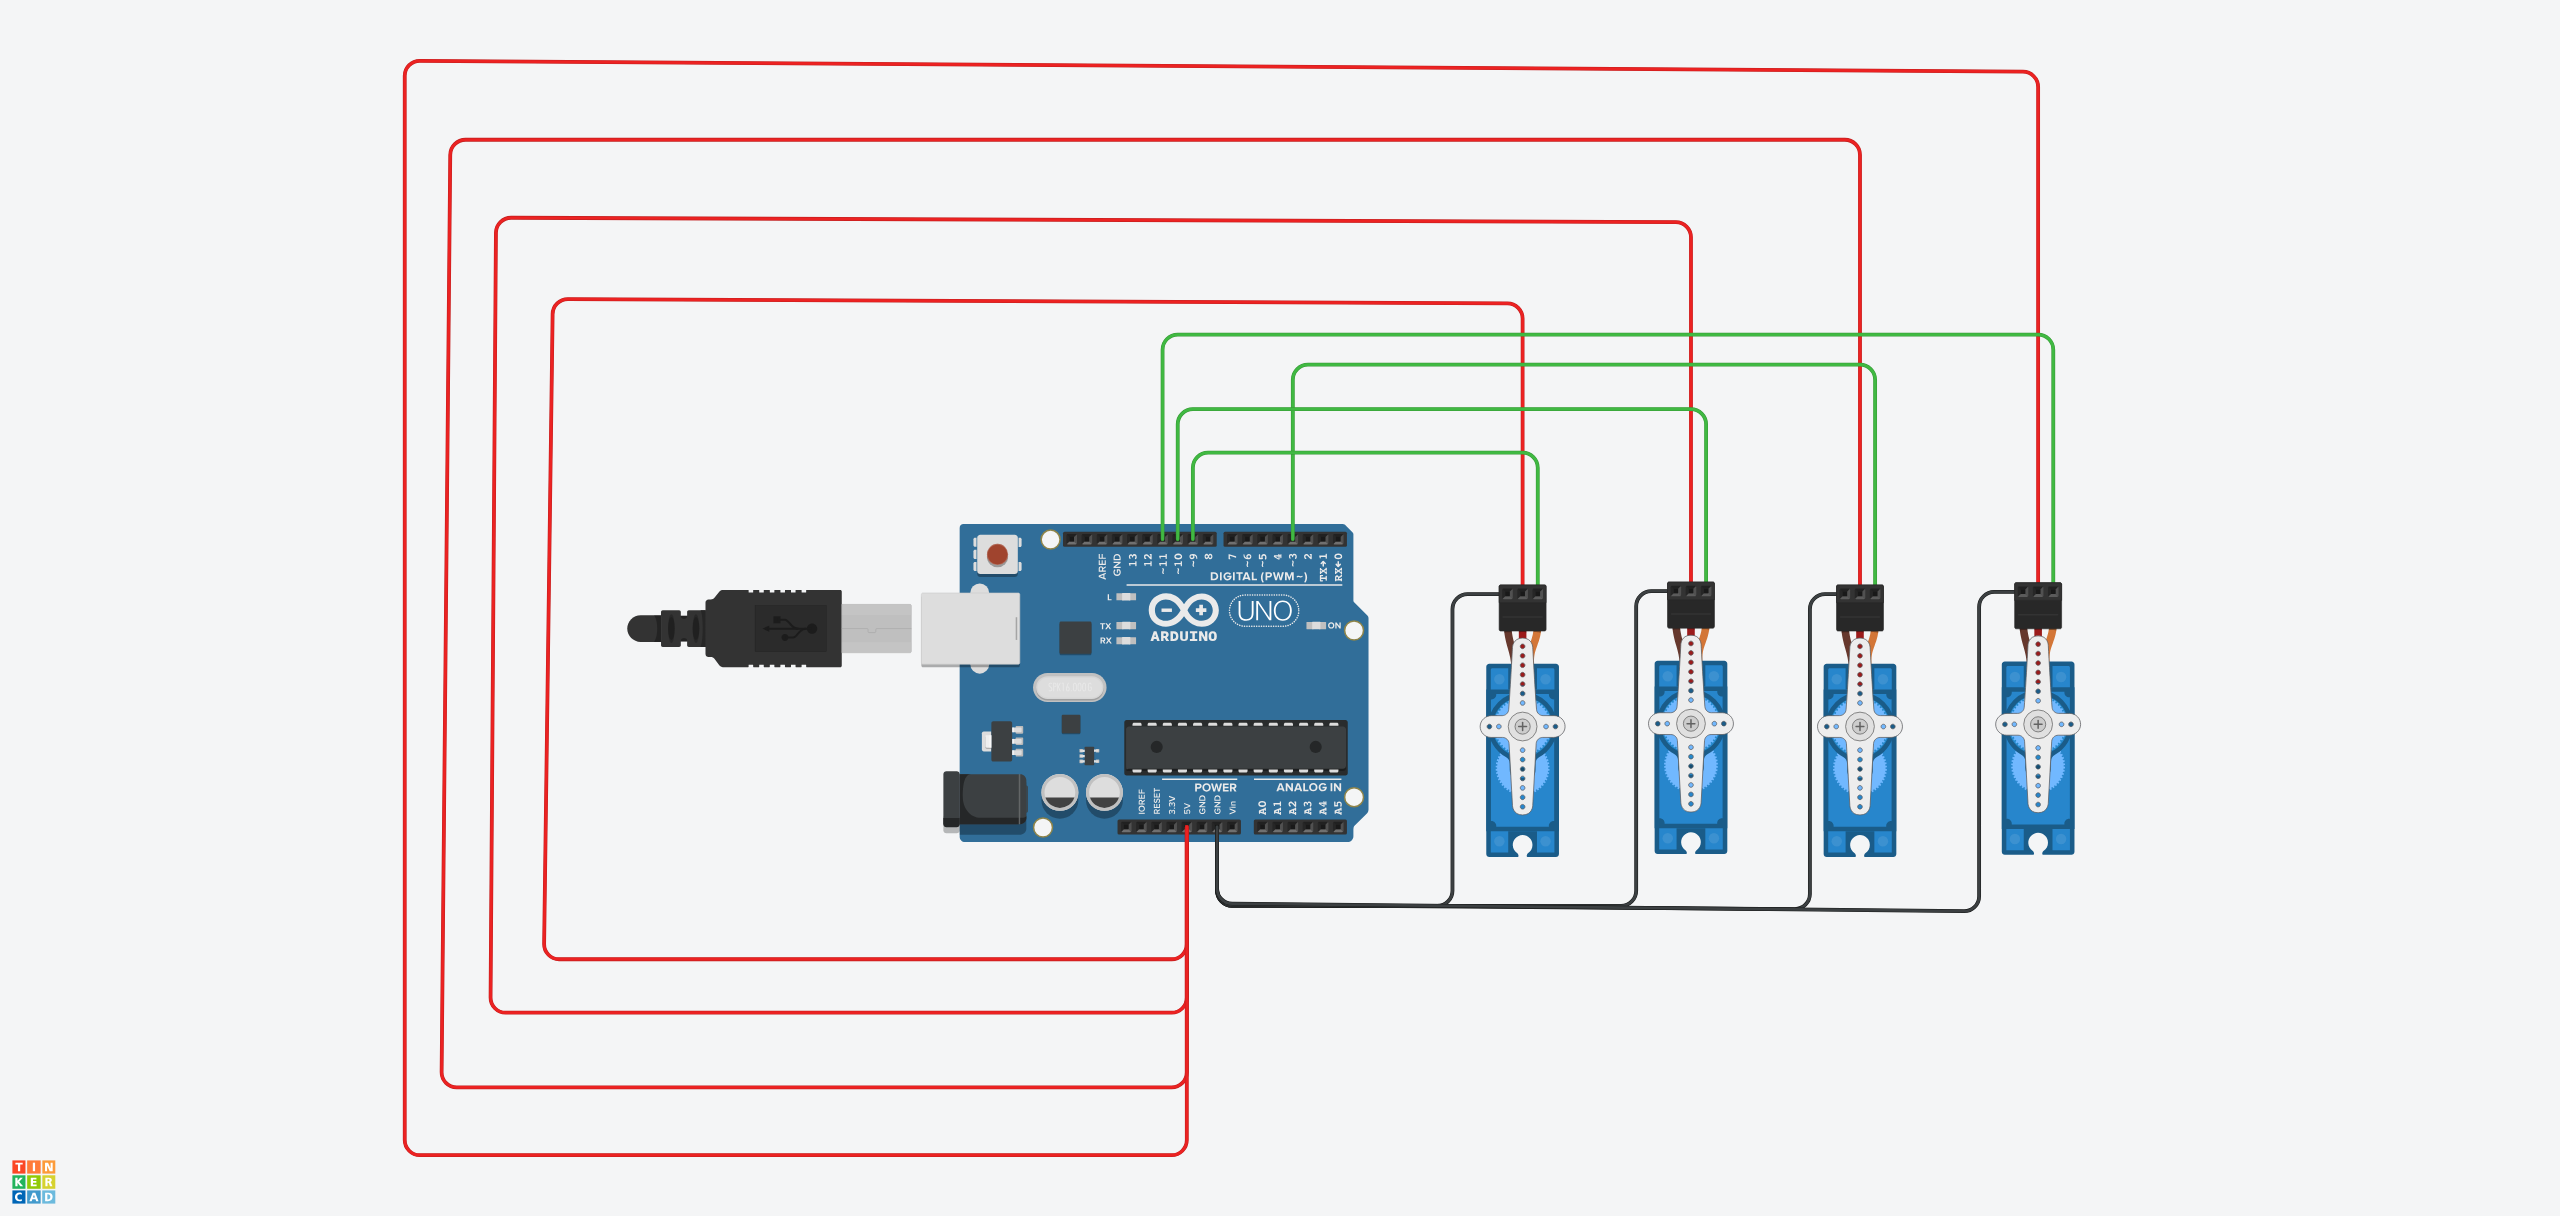 AREF
GND
13
12
~11
~10
~9
8
7
~6
~5
4
~3
2
TX→1
RX←0
DIGITAL (PWM~)
L
TX
RX
ARDUINO
UNO
ON
POWER
ANALOG IN
IOREF
RESET
3.3V
5V
GND
GND
Vin
A0
A1
A2
A3
A4
A5
TIN
KER
CAD